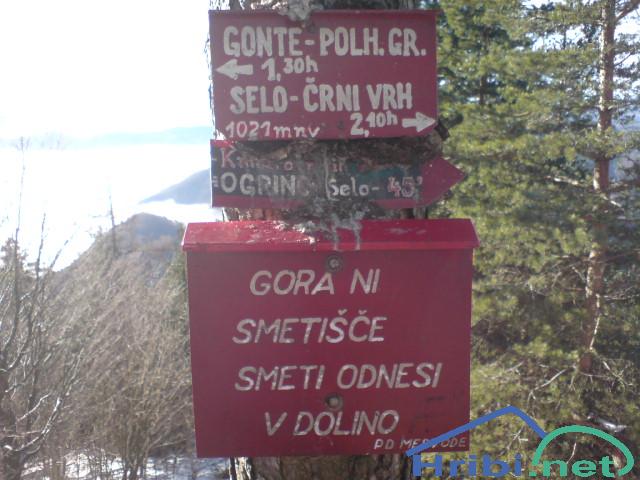 GONTE-POLH.GR.
1,30h
SELO-ČRNI VRH
1021 mnv 2,10h
OGRINC Selo-45'
GORA NI
SMETIŠČE
SMETI ODNESI
V DOLINO
P.D MEDVODE
Hribi.net